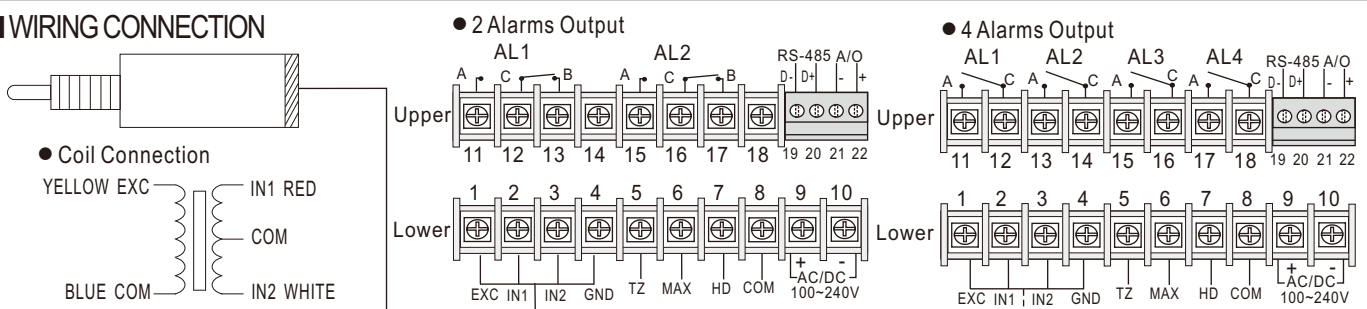 WIRING CONNECTION
● Coil Connection
YELLOW EXC
IN1 RED
COM
BLUE COM
IN2 WHITE
● 2 Alarms Output
AL1 AL2 RS-485 A/O
A C B A C B D- D+ - +
Upper
11 12 13 14 15 16 17 18 19 20 21 22
1 2 3 4 5 6 7 8 9 10
Lower
+ -
EXC IN1 IN2 GND TZ MAX HD COM AC/DC
100~240V
● 4 Alarms Output
AL1 AL2 AL3 AL4 RS-485 A/O
A C A C A C A C D- D+ - +
Upper
11 12 13 14 15 16 17 18 19 20 21 22
1 2 3 4 5 6 7 8 9 10
Lower
+ -
EXC IN1 IN2 GND TZ MAX HD COM AC/DC
100~240V